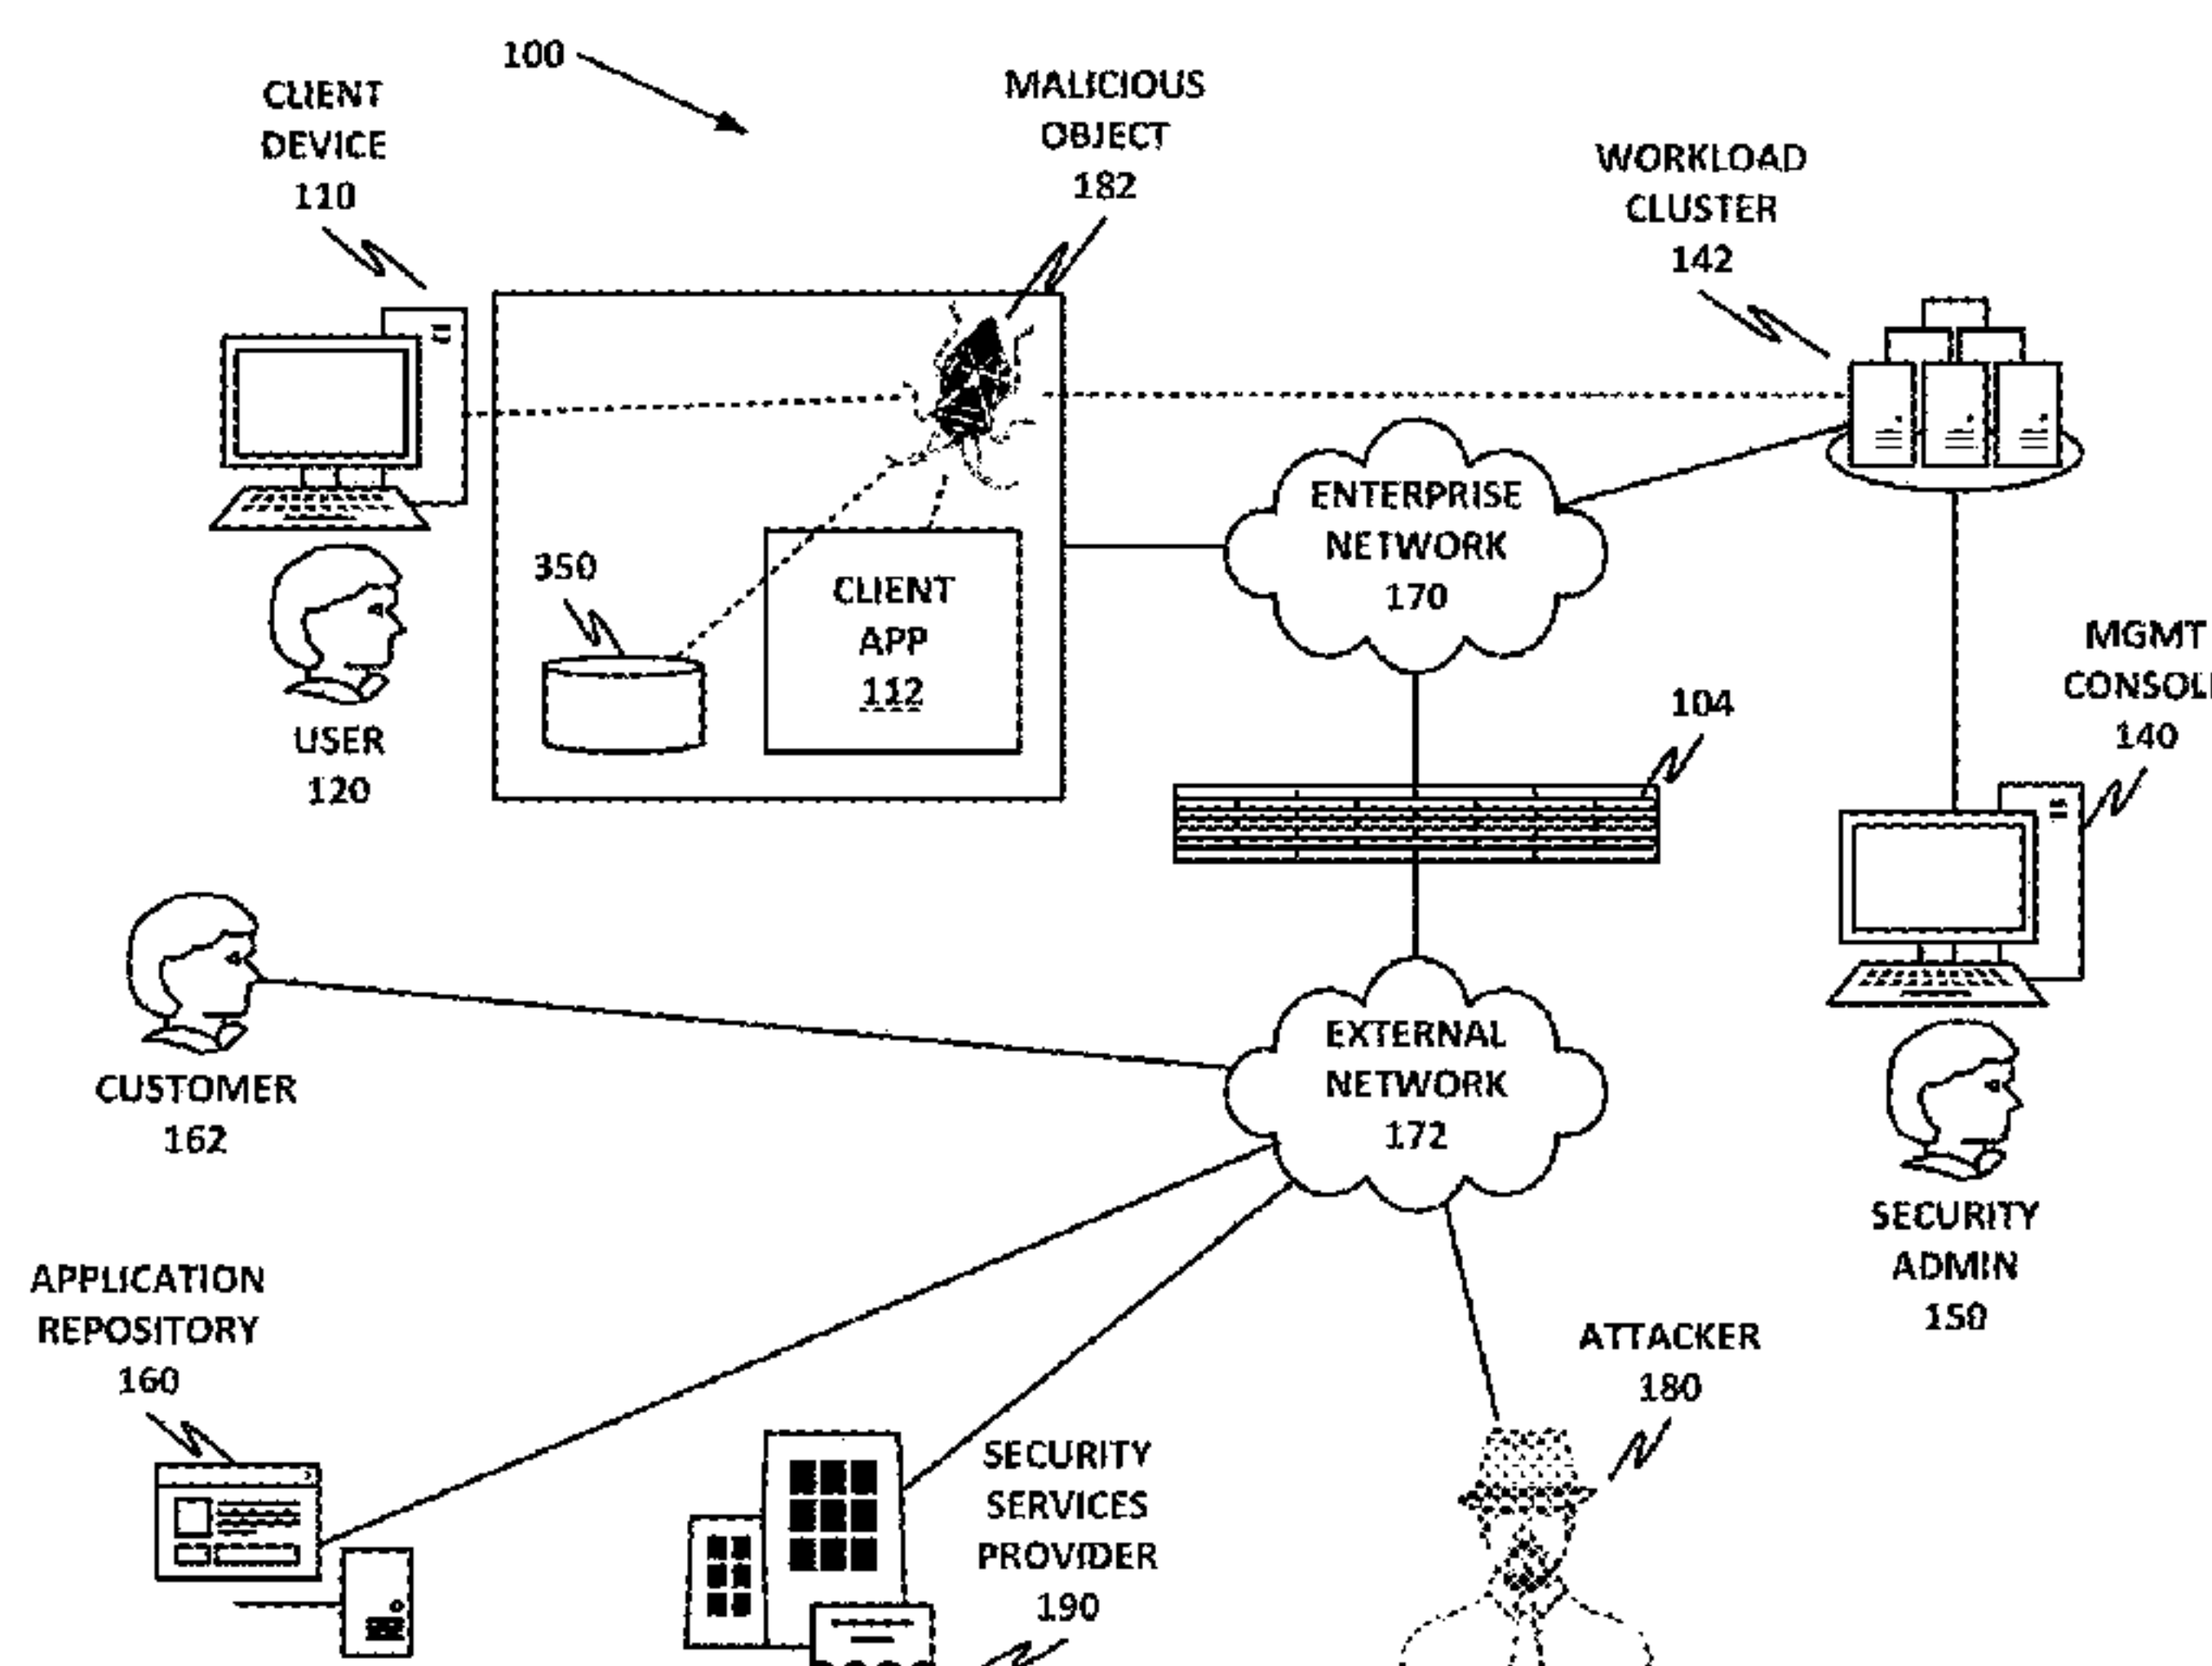 100
CLIENT
DEVICE
110
MALICIOUS
OBJECT
182
WORKLOAD
CLUSTER
142
ENTERPRISE
NETWORK
170
350
CLIENT
APP
112
USER
120
104
MGMT
CONSOL
140
CUSTOMER
162
EXTERNAL
NETWORK
172
SECURITY
ADMIN
150
APPLICATION
REPOSITORY
160
ATTACKER
180
SECURITY
SERVICES
PROVIDER
190